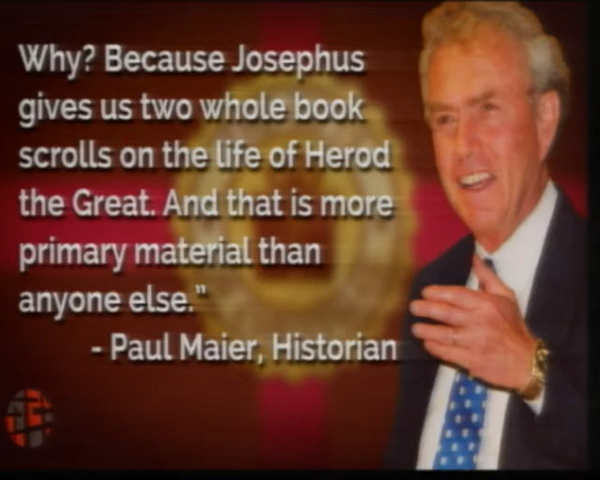 Why? Because Josephus
gives us two whole book
scrolls on the life of Herod
the Great. And that is more
primary material than
anyone else."
- Paul Maier, Historian